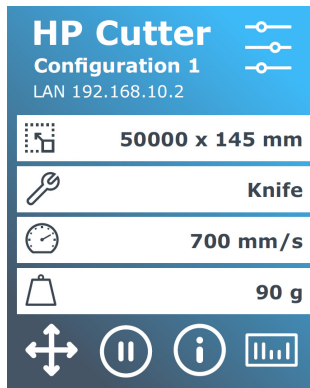 HP Cutter
Configuration 1
LAN 192.168.10.2
50000 x 145 mm
Knife
700 mm/s
90 g